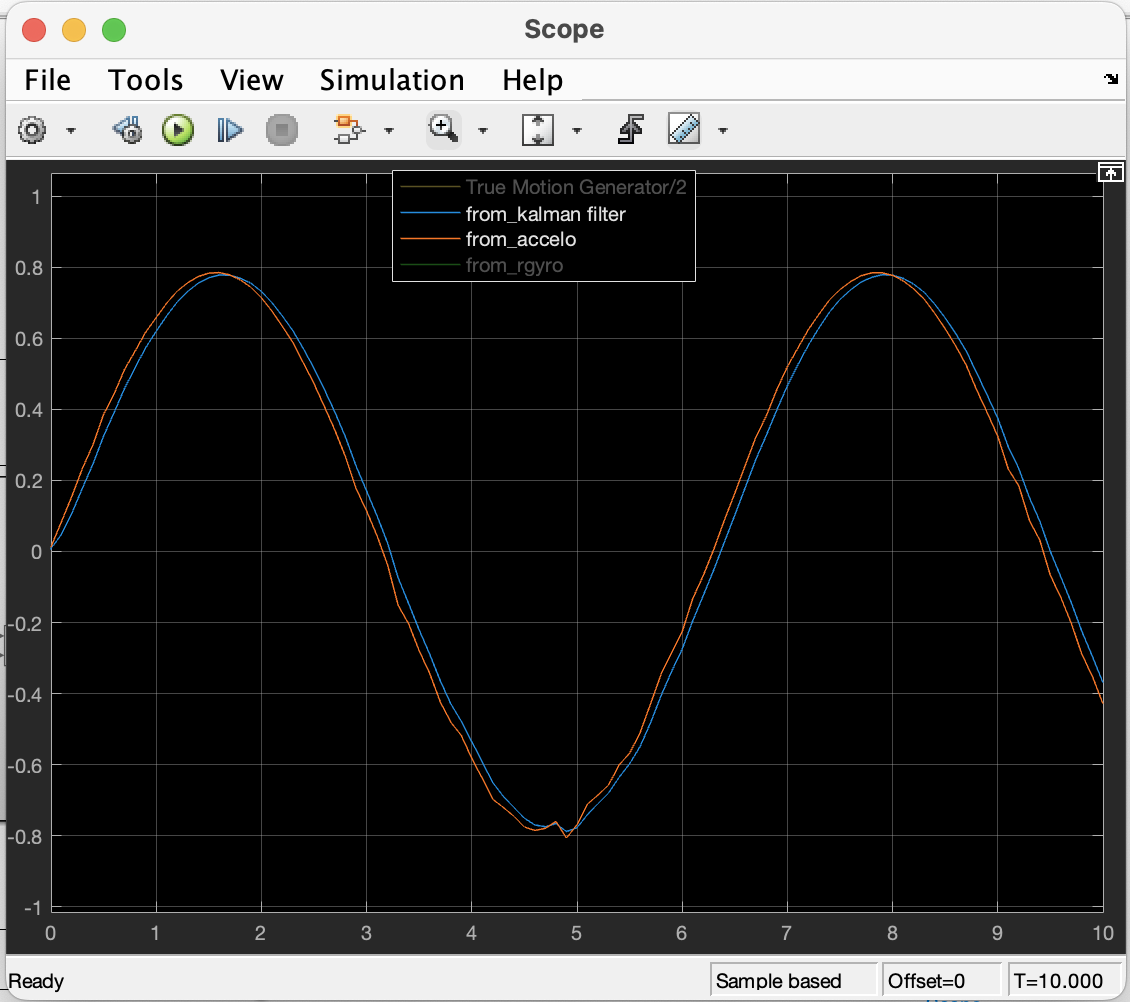 Scope
File Tools View Simulation Help
True Motion Generator/2
from_kalman filter
from_accelo
from_rgyro
1
0.8
0.6
0.4
0.2
0
-0.2
-0.4
-0.6
-0.8
-1
0 1 2 3 4 5 6 7 8 9 10
Ready Sample based Offset=0 T=10.000